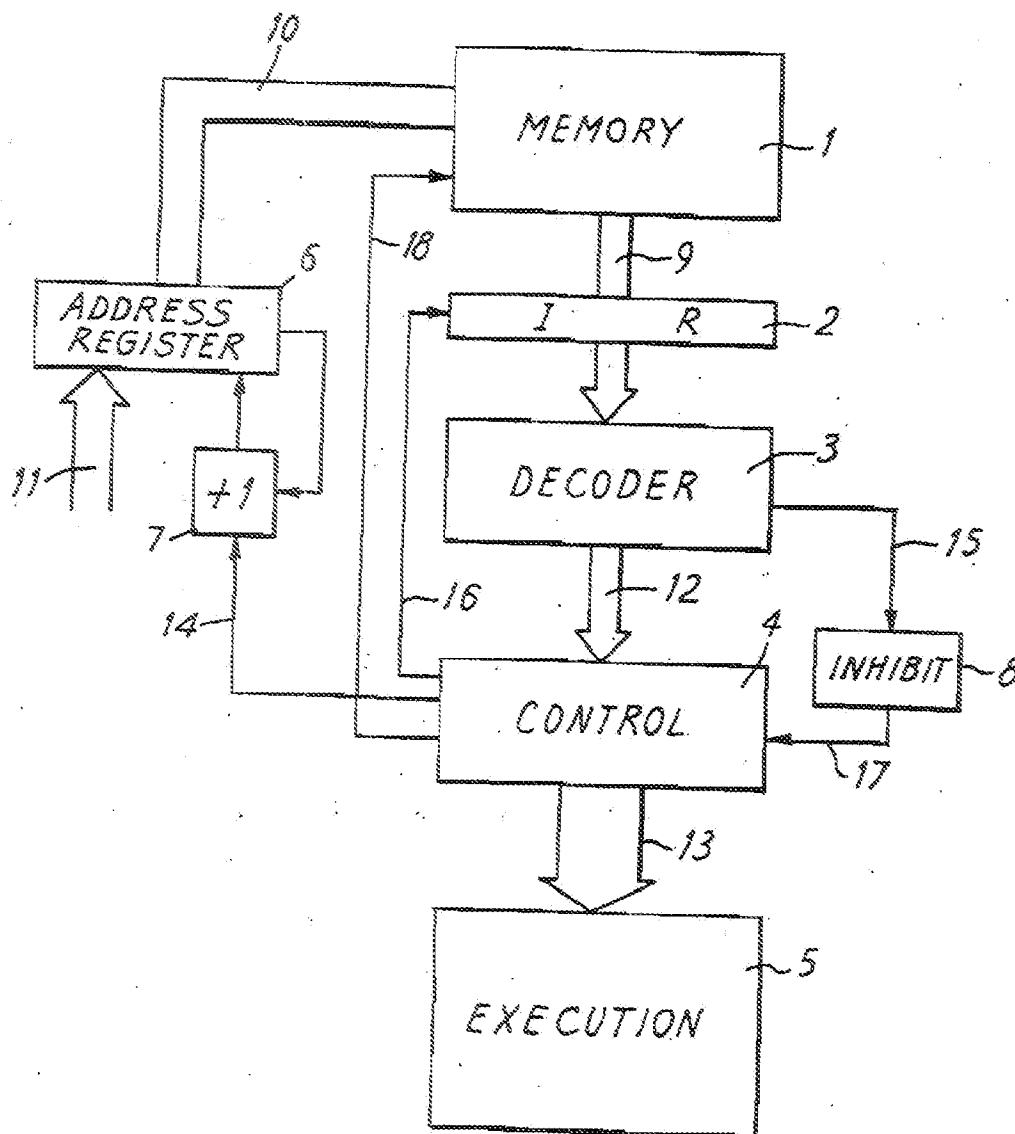 10
MEMORY
1
18
9
6
ADDRESS
REGISTER
I R
2
11
+1
7
DECODER
3
15
16
12
14
4
INHIBIT
8
CONTROL
17
13
5
EXECUTION